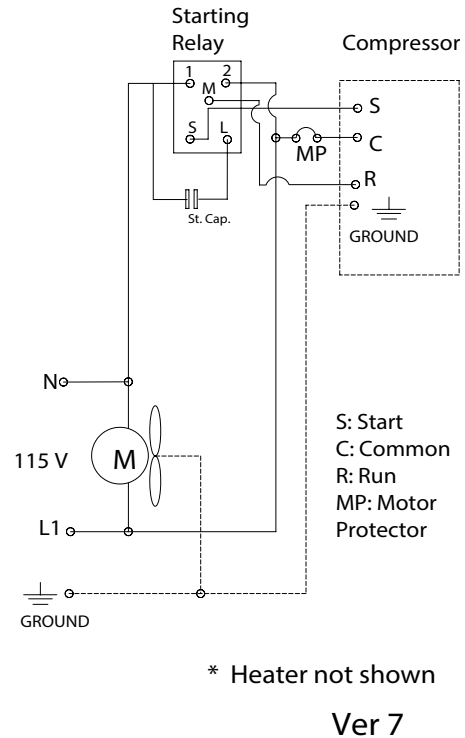 Starting
Relay
Compressor
1
2
M
S
L
St. Cap.
S
C
MP
R
GROUND
N
115 V
M
L1
GROUND
S: Start
C: Common
R: Run
MP: Motor
Protector
* Heater not shown
Ver 7